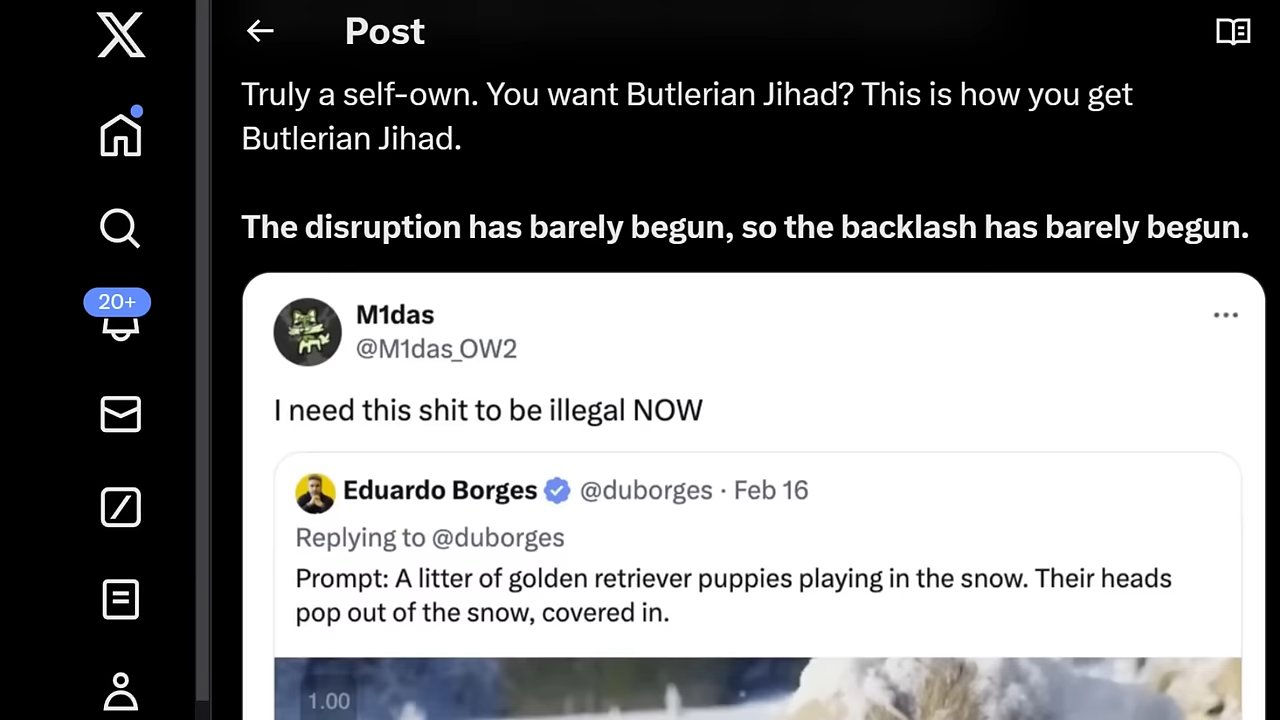 Post
Truly a self-own. You want Butlerian Jihad? This is how you get
Butlerian Jihad.
The disruption has barely begun, so the backlash has barely begun.
20+
M1das
@M1das_OW2
I need this shit to be illegal NOW
Eduardo Borges @duborges · Feb 16
Replying to @duborges
Prompt: A litter of golden retriever puppies playing in the snow. Their heads
pop out of the snow, covered in.
1.00